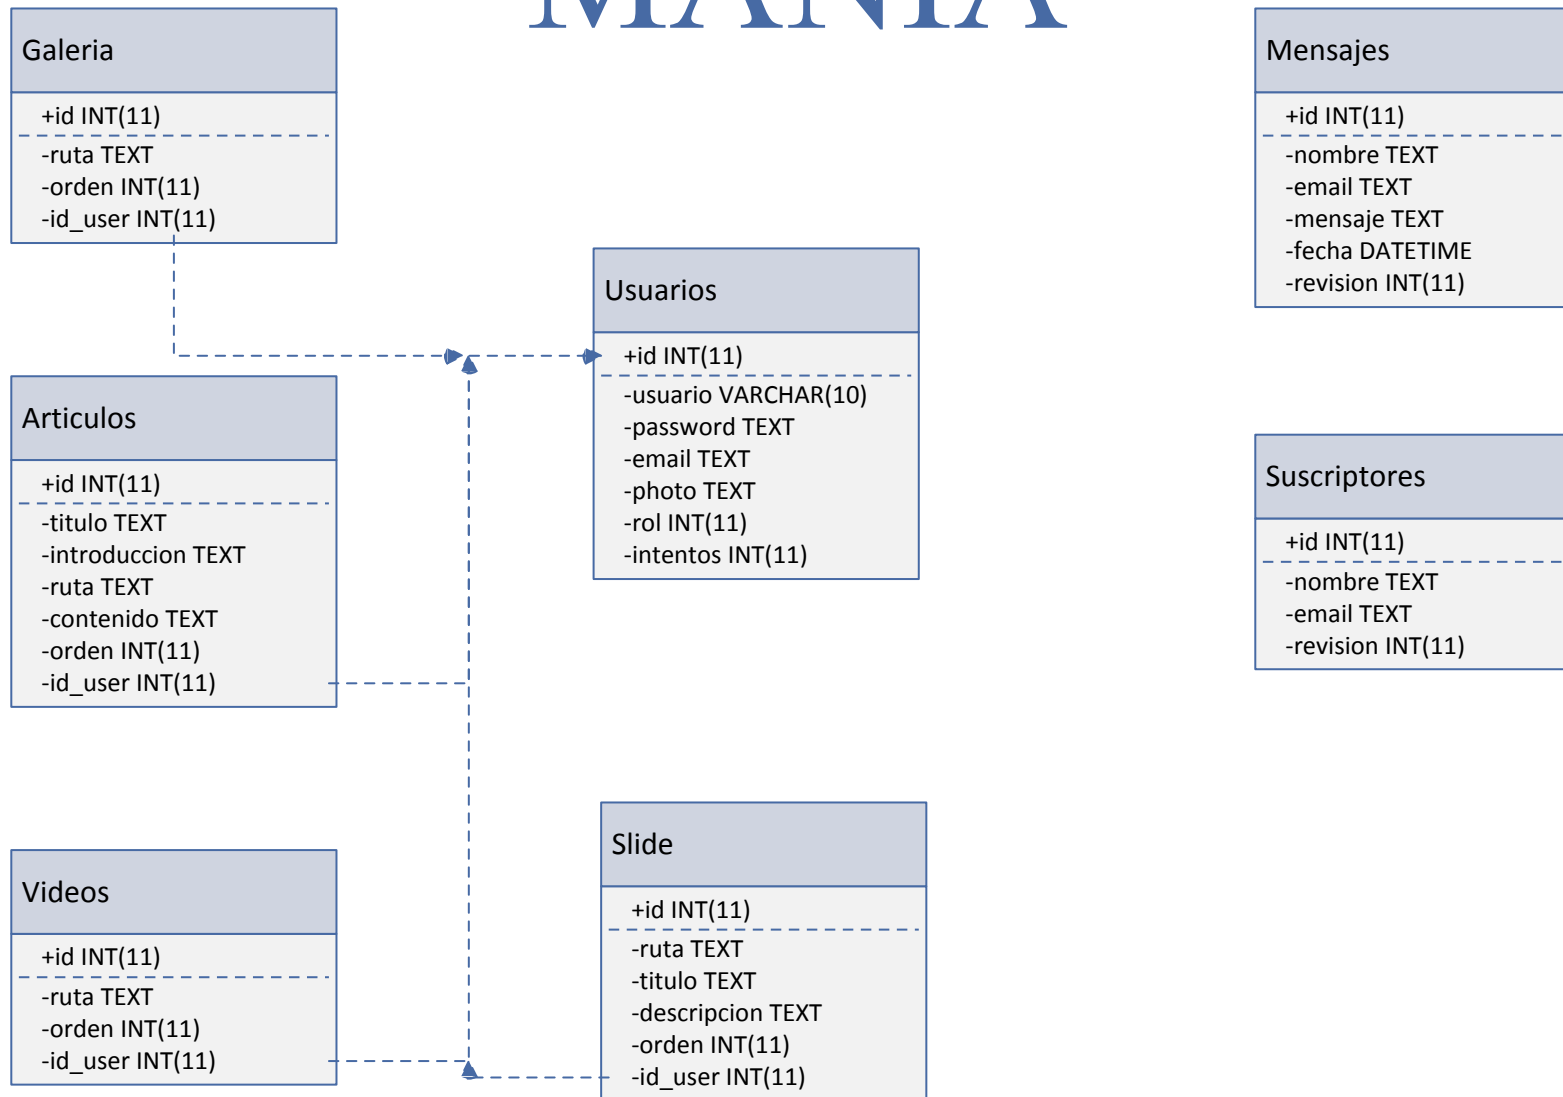 MANIA
Galeria
+id INT(11)
-ruta TEXT
-orden INT(11)
-id_user INT(11)
Articulos
+id INT(11)
-titulo TEXT
-introduccion TEXT
-ruta TEXT
-contenido TEXT
-orden INT(11)
-id_user INT(11)
Videos
+id INT(11)
-ruta TEXT
-orden INT(11)
-id_user INT(11)
Usuarios
+id INT(11)
-usuario VARCHAR(10)
-password TEXT
-email TEXT
-photo TEXT
-rol INT(11)
-intentos INT(11)
Slide
+id INT(11)
-ruta TEXT
-titulo TEXT
-descripcion TEXT
-orden INT(11)
-id_user INT(11)
Mensajes
+id INT(11)
-nombre TEXT
-email TEXT
-mensaje TEXT
-fecha DATETIME
-revision INT(11)
Suscriptores
+id INT(11)
-nombre TEXT
-email TEXT
-revision INT(11)